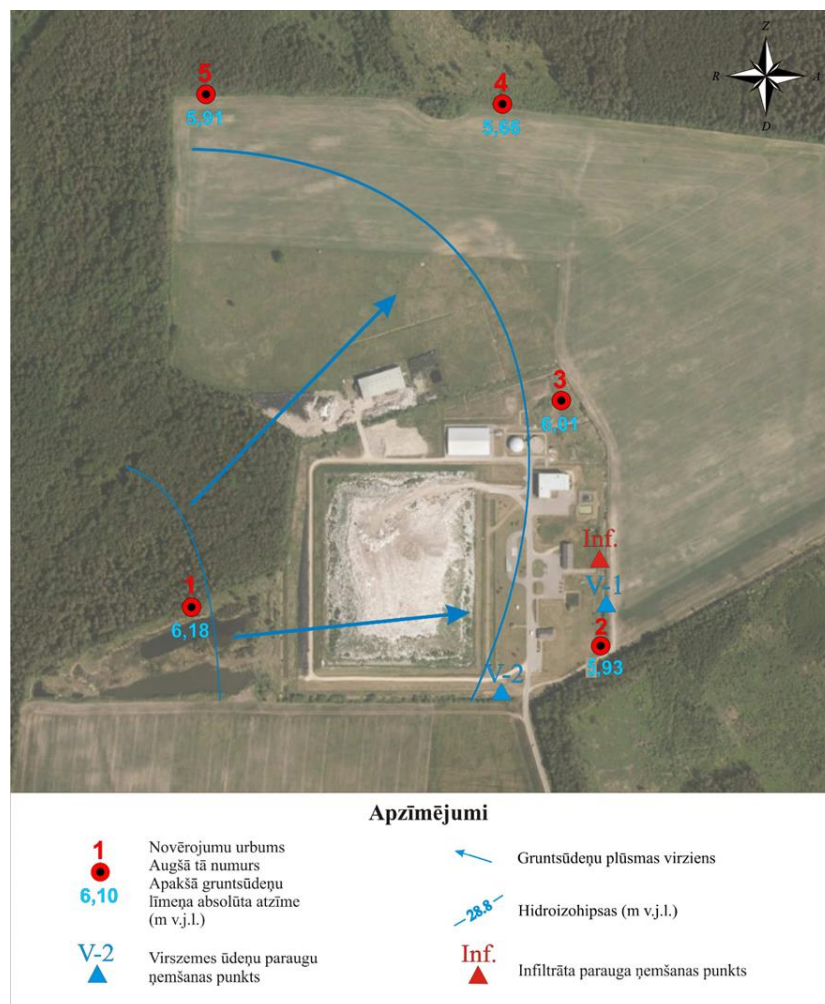 Z
R
A
D
5
5,91
4
5,66
3
6,01
Inf.
V-1
1
6,18
2
5,93
V-2
Apzīmējumi
1
Novērojumu urbums
Augšā tā numurs
Apakšā gruntsūdeņu
līmeņa absolūta atzīme
(m v.j.l.)
6,10
V-2
Virszemes ūdeņu paraugu
ņemšanas punkts
Gruntsūdeņu plūsmas virziens
28.8
Hidroizohipsas (m v.j.l.)
Inf.
Infiltrāta parauga ņemšanas punkts